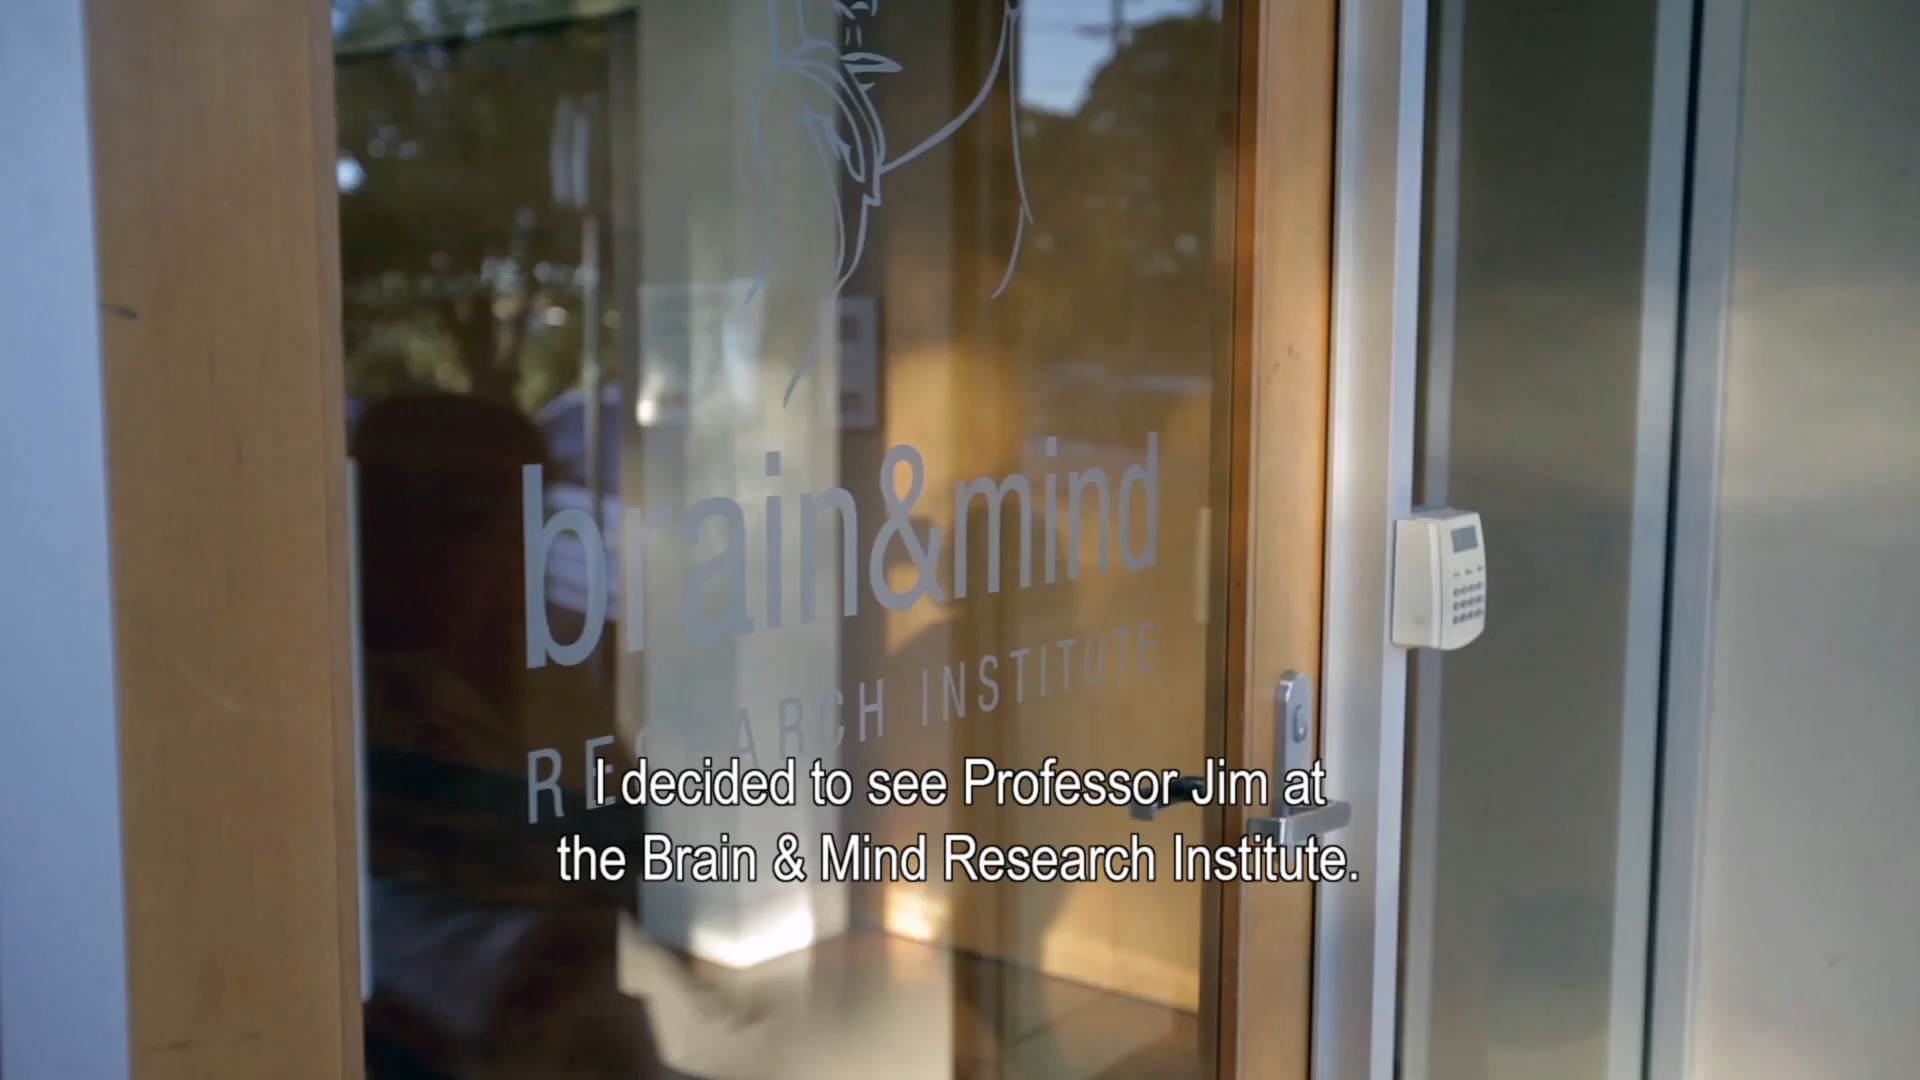 brain&mind
RESEARCH INSTITUTE
I decided to see Professor Jim at
the Brain & Mind Research Institute.